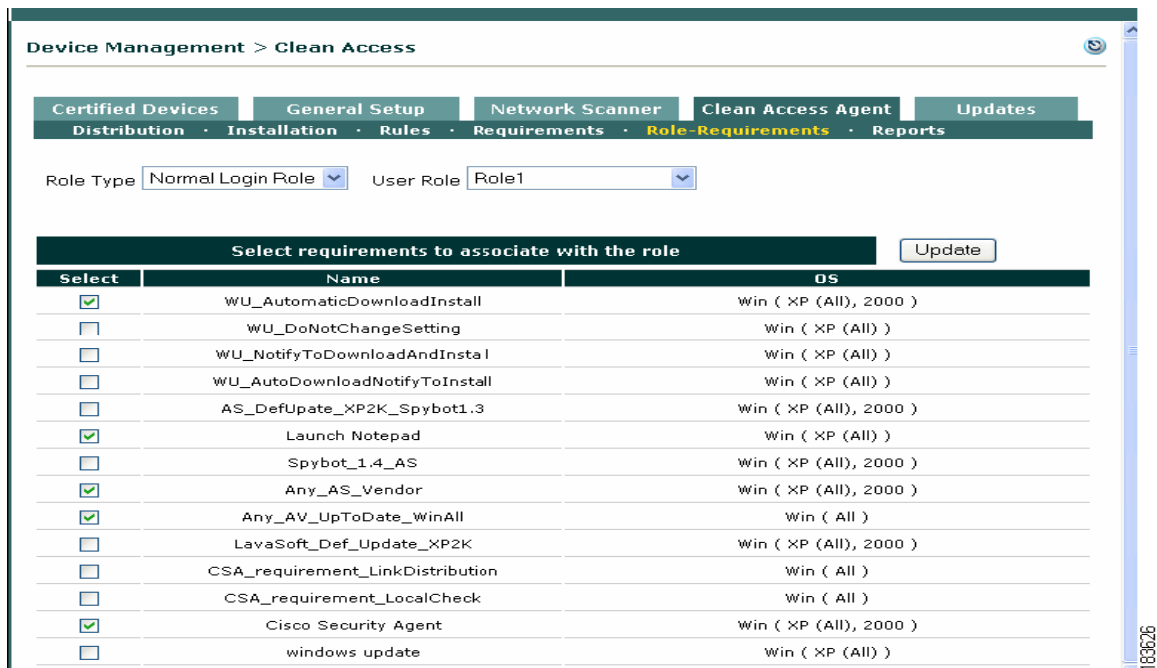 Device Management > Clean Access
Certified Devices General Setup Network Scanner Clean Access Agent Updates
Distribution · Installation · Rules · Requirements · Role-Requirements · Reports
Role Type Normal Login Role User Role Role1
Select requirements to associate with the role Update
Select Name OS
WU_AutomaticDownloadInstall Win ( XP (All), 2000 )
WU_DoNotChangeSetting Win ( XP (All) )
WU_NotifyToDownloadAndInstall Win ( XP (All) )
WU_AutoDownloadNotifyToInstall Win ( XP (All) )
AS_DefUpate_XP2K_Spybot1.3 Win ( XP (All), 2000 )
Launch Notepad Win ( XP (All) )
Spybot_1.4_AS Win ( XP (All), 2000 )
Any_AS_Vendor Win ( XP (All), 2000 )
Any_AV_UpToDate_WinAll Win ( All )
LavaSoft_Def_Update_XP2K Win ( XP (All), 2000 )
CSA_requirement_LinkDistribution Win ( All )
CSA_requirement_LocalCheck Win ( All )
Cisco Security Agent Win ( XP (All), 2000 )
windows update Win ( XP (All) )
183626